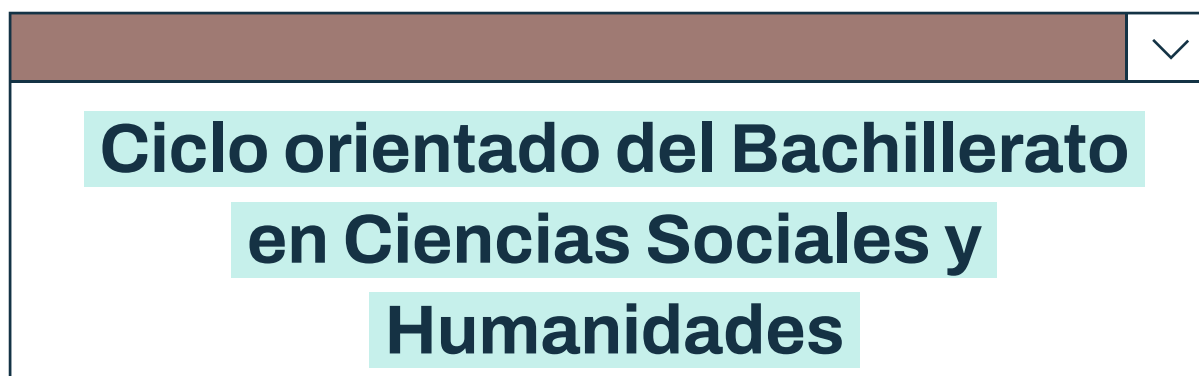 Ciclo orientado del Bachillerato
en Ciencias Sociales y
Humanidades